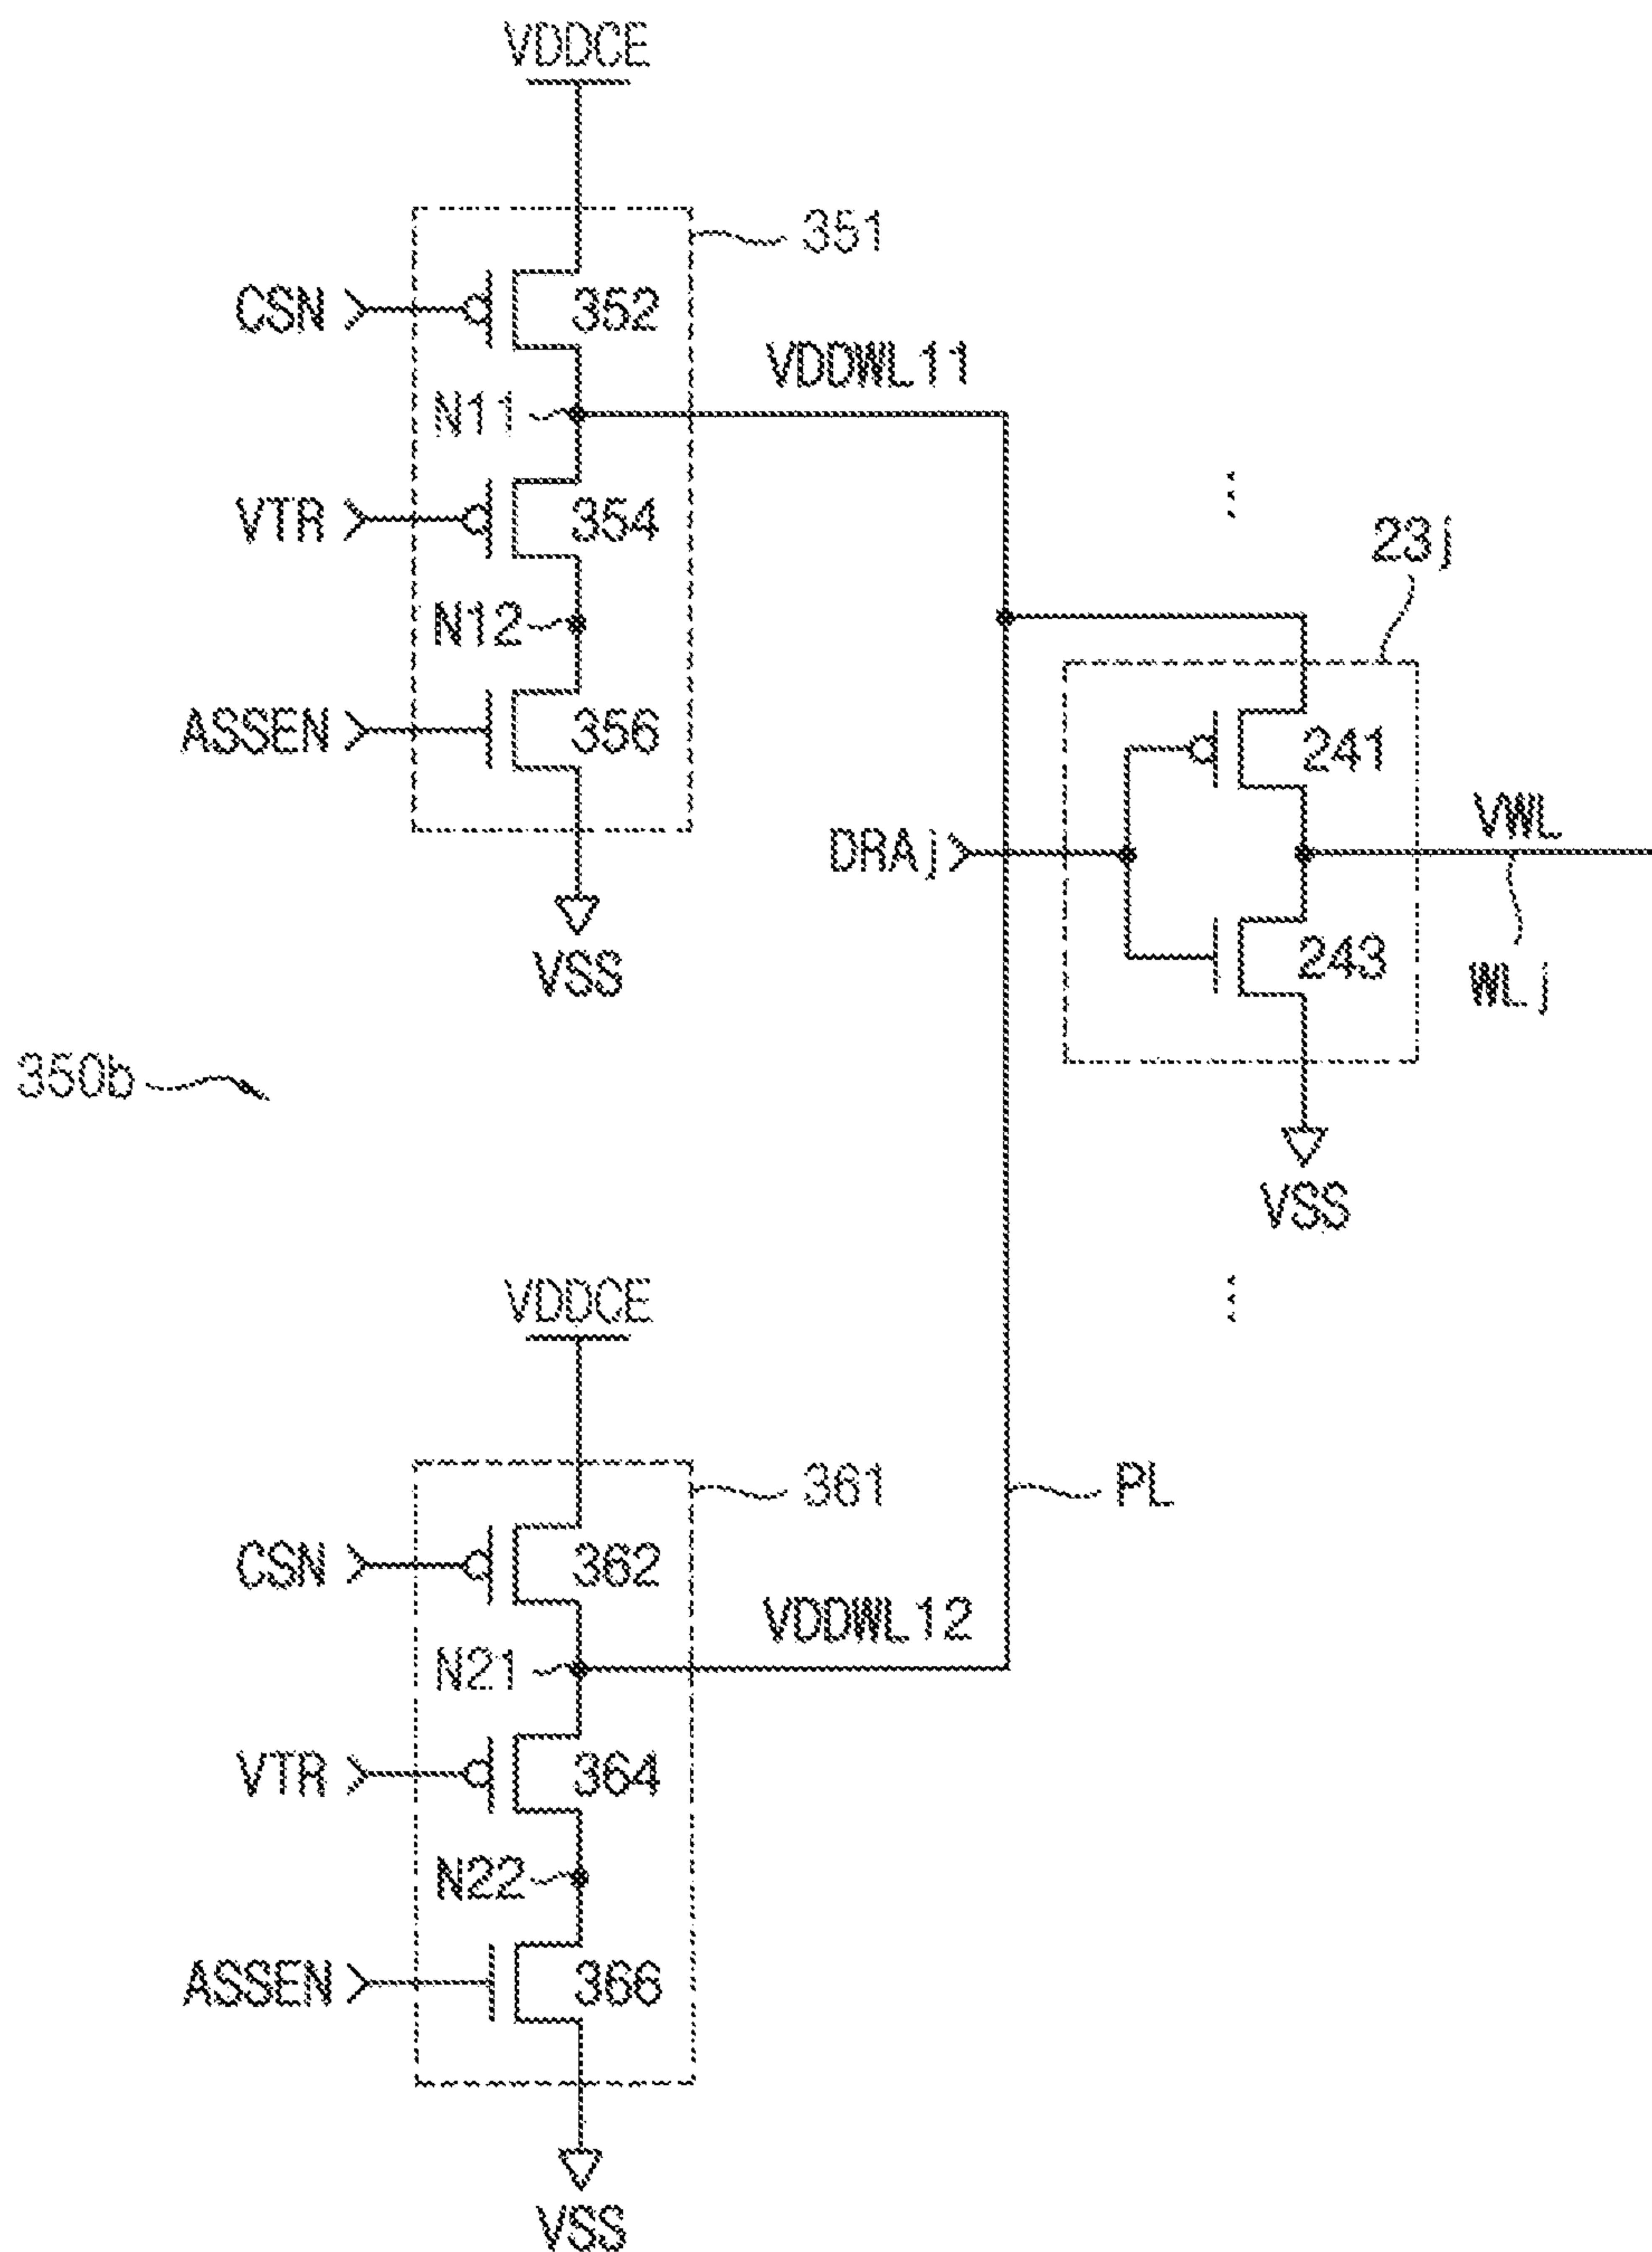 VDDCE
351
CSN
352
VDDWL11
N11
VTR
354
23j
N12
ASSEN
356
241
VWL
DRAj
243
WLj
VSS
350b
VSS
VDDCE
361
PL
CSN
362
VDDWL12
N21
VTR
364
N22
ASSEN
366
VSS